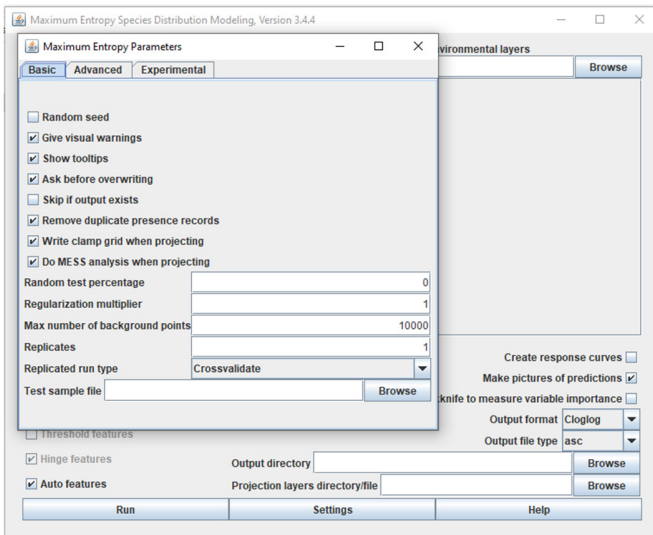 Maximum Entropy Species Distribution Modeling, Version 3.4.4
Maximum Entropy Parameters
Basic Advanced Experimental
Random seed
Give visual warnings
Show tooltips
Ask before overwriting
Skip if output exists
Remove duplicate presence records
Write clamp grid when projecting
Do MESS analysis when projecting
Random test percentage 0
Regularization multiplier 1
Max number of background points 10000
Replicates 1
Replicated run type Crossvalidate
Test sample file Browse
vironmental layers
Browse
Create response curves
Make pictures of predictions
knife to measure variable importance
Output format Cloglog
Output file type asc
Threshold features
Hinge features
Auto features
Output directory Browse
Projection layers directory/file Browse
Run Settings Help